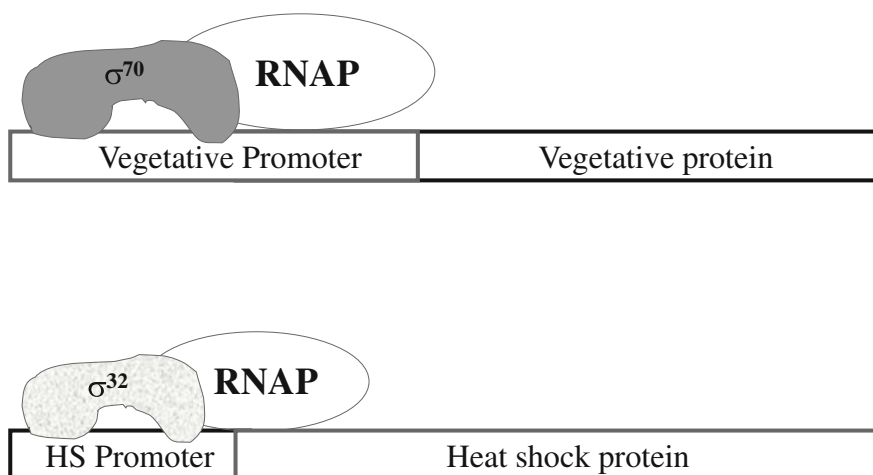 σ⁷⁰
RNAP
Vegetative Promoter
Vegetative protein
σ³²
RNAP
HS Promoter
Heat shock protein